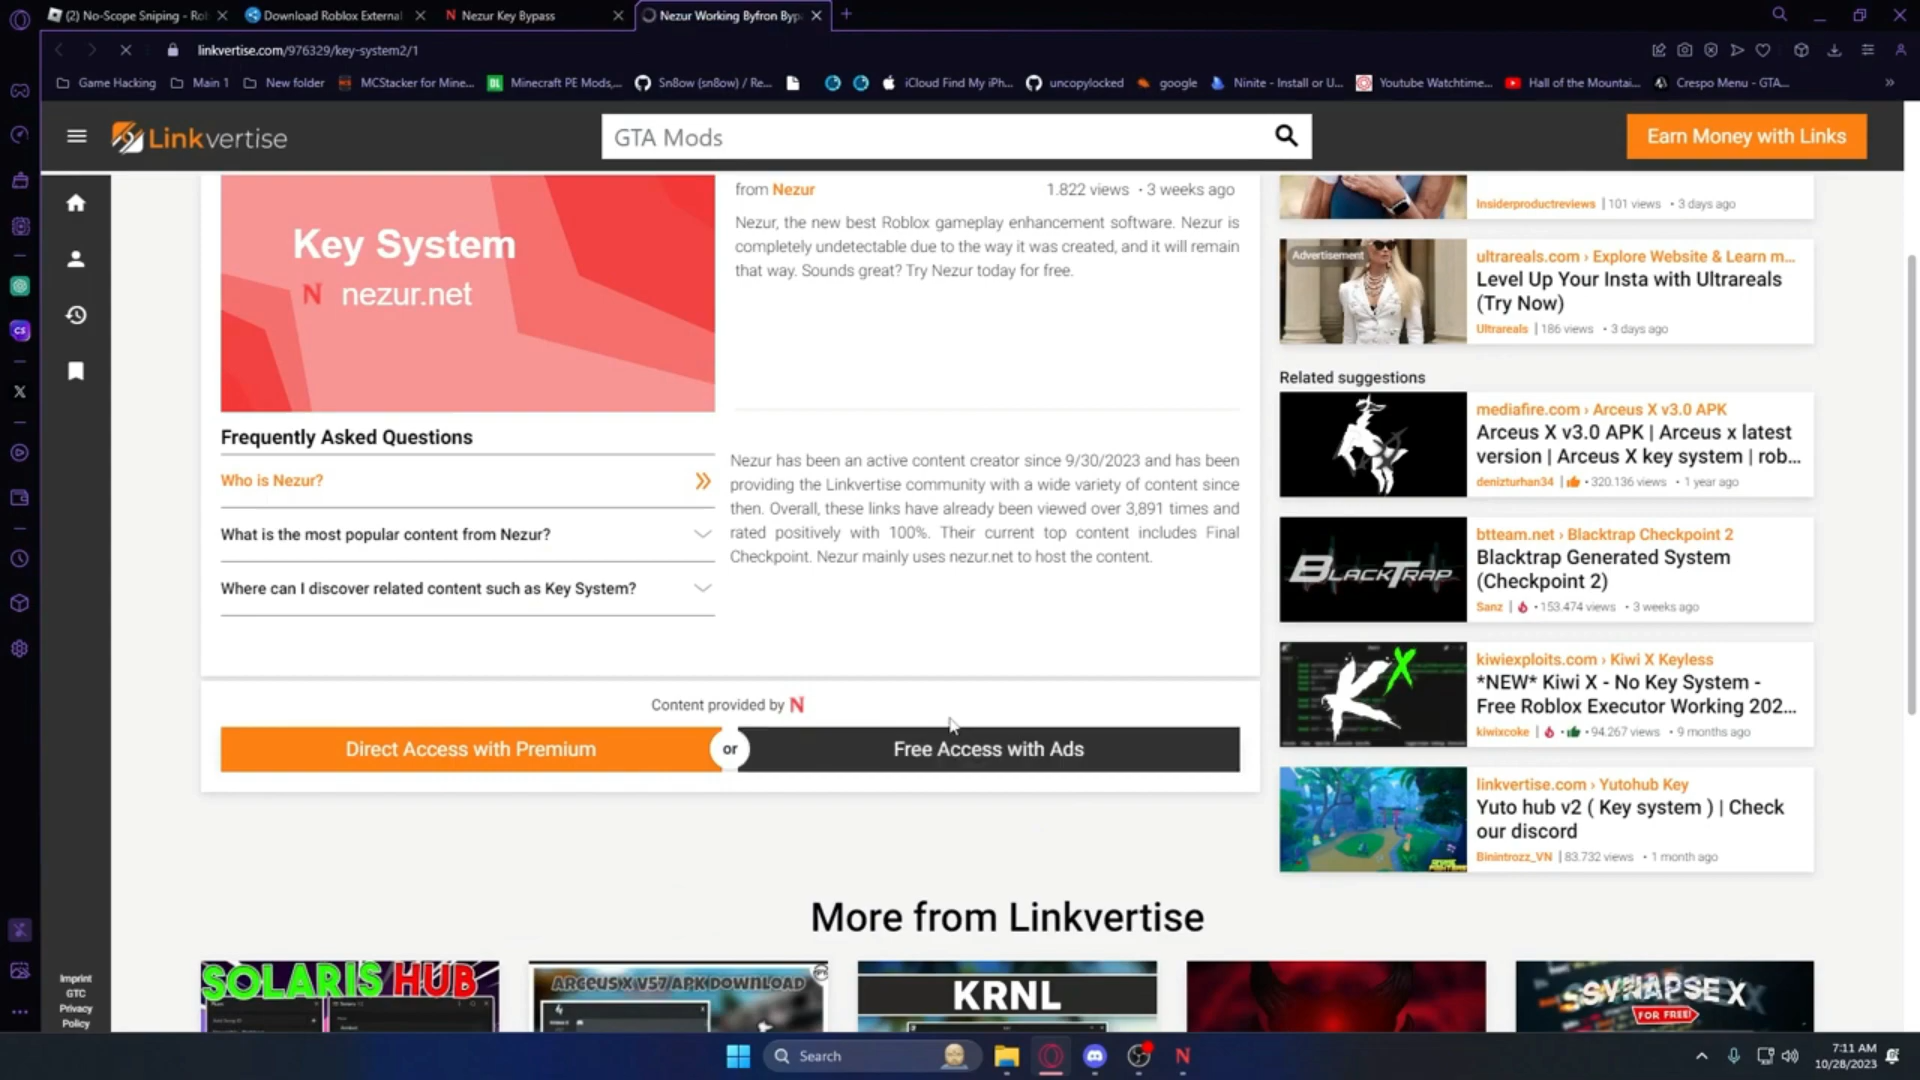 (2) No-Scope Sniping - Rol
Download Roblox External
Nezur Key Bypass
Nezur Working Byfron Byp
linkvertise.com/976329/key-system2/1
Game Hacking
Main 1
New folder
MCStacker for Mine...
Minecraft PE Mods,...
Sn8ow (sn8ow) / Re...
iCloud Find My iPh...
uncopylocked
google
Ninite - Install or U...
Youtube Watchtime...
Hall of the Mountai...
Crespo Menu - GTA...
Linkvertise
GTA Mods
Earn Money with Links
Key System
N nezur.net
from Nezur
1.822 views • 3 weeks ago
Nezur, the new best Roblox gameplay enhancement software. Nezur is
completely undetectable due to the way it was created, and it will remain
that way. Sounds great? Try Nezur today for free.
Frequently Asked Questions
Who is Nezur?
What is the most popular content from Nezur?
Where can I discover related content such as Key System?
Nezur has been an active content creator since 9/30/2023 and has been
providing the Linkvertise community with a wide variety of content since
then. Overall, these links have already been viewed over 3,891 times and
rated positively with 100%. Their current top content includes Final
Checkpoint. Nezur mainly uses nezur.net to host the content.
Content provided by N
Direct Access with Premium
or
Free Access with Ads
Insiderproductreviews | 101 views • 3 days ago
Advertisement
ultrareals.com › Explore Website & Learn m...
Level Up Your Insta with Ultrareals
(Try Now)
Ultrareals | 186 views • 3 days ago
Related suggestions
mediafire.com › Arceus X v3.0 APK
Arceus X v3.0 APK | Arceus x latest
version | Arceus X key system | rob...
denizturhan34 | • 320.136 views • 1 year ago
BLACKTRAP
btteam.net › Blacktrap Checkpoint 2
Blacktrap Generated System
(Checkpoint 2)
Sanz | • 153.474 views • 3 weeks ago
KX
kiwiexploits.com › Kiwi X Keyless
*NEW* Kiwi X - No Key System -
Free Roblox Executor Working 202...
kiwixcoke | • 94.267 views • 9 months ago
linkvertise.com › Yutohub Key
Yuto hub v2 ( Key system ) | Check
our discord
Binintrozz_VN | 83.732 views • 1 month ago
More from Linkvertise
SOLARIS HUB
ARCEUS X V57 APK DOWNLOAD
KRNL
SYNAPSE X
FOR FREE!
Imprint
GTC
Privacy
Policy
Search
7:11 AM
10/28/2023